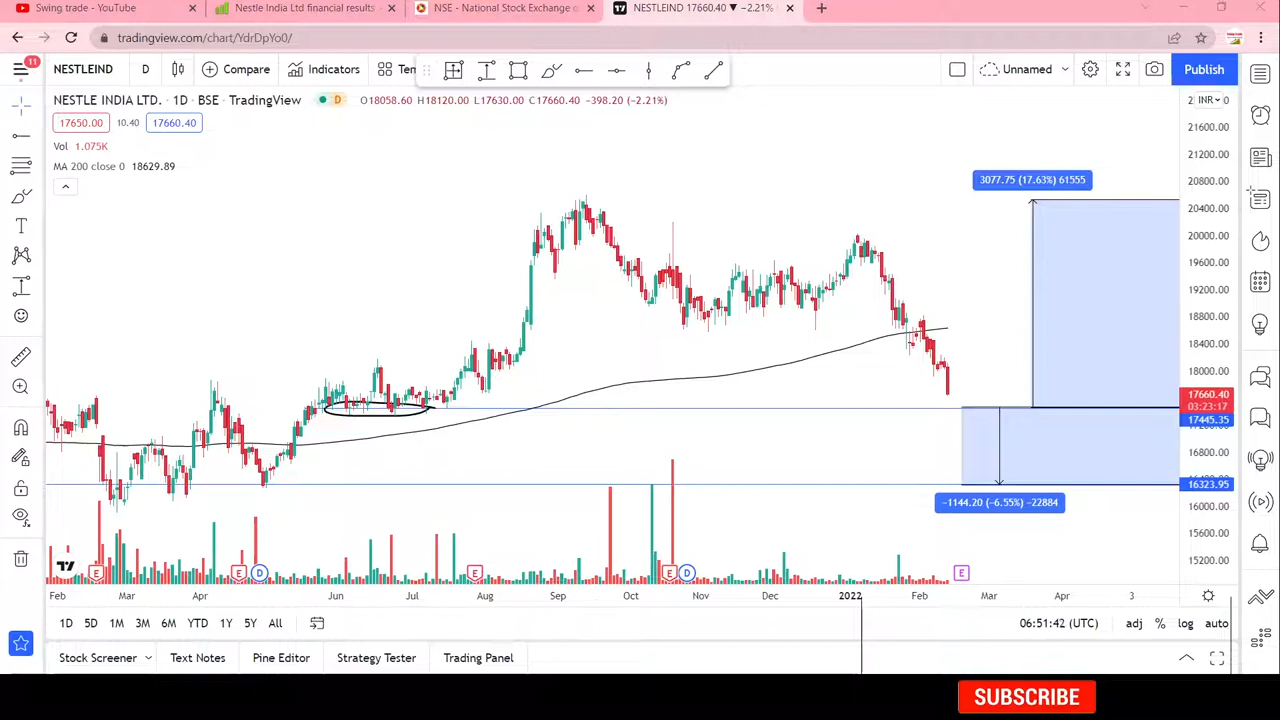 Swing trade - YouTube
Nestle India Ltd financial results
NSE - National Stock Exchange o
NESTLEIND 17660.40 ▼ −2.21%
tradingview.com/chart/YdrDpYo0/
11
NESTLEIND
D
Compare
Indicators
Tem
Unnamed
Publish
NESTLE INDIA LTD. · 1D · BSE · TradingView
D
O18058.60 H18120.00 L17630.00 C17660.40 −398.20 (−2.21%)
INR
17650.00
10.40
17660.40
Vol 1.075K
MA 200 close 0 18629.89
21600.00
21200.00
20800.00
20400.00
20000.00
19600.00
19200.00
18800.00
18400.00
18000.00
17660.40
03:23:17
17445.35
16800.00
16323.95
16000.00
15600.00
15200.00
3077.75 (17.63%) 61555
−1144.20 (−6.55%) −22884
E
E
D
E
E
D
E
Feb
Mar
Apr
Jun
Jul
Aug
Sep
Oct
Nov
Dec
2022
Feb
Mar
Apr
3
1D 5D 1M 3M 6M YTD 1Y 5Y All
06:51:42 (UTC)
adj % log auto
Stock Screener
Text Notes
Pine Editor
Strategy Tester
Trading Panel
SUBSCRIBE